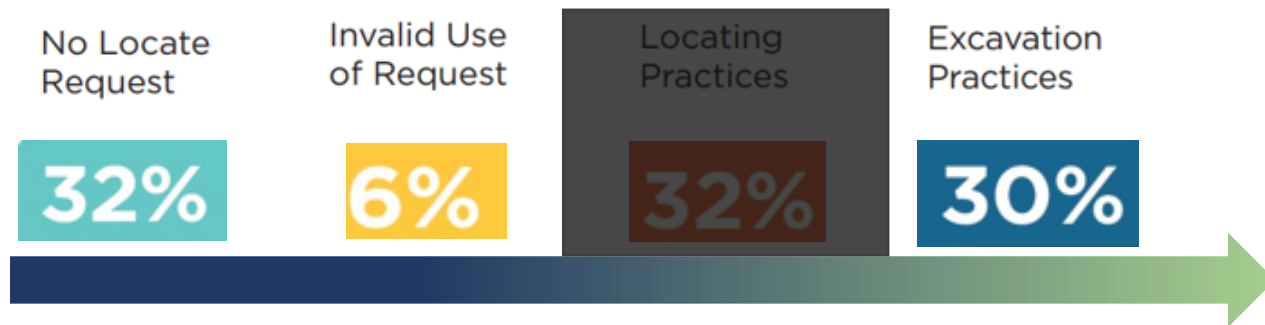 No Locate
Request
Invalid Use
of Request
Locating
Practices
Excavation
Practices
32%
6%
32%
30%